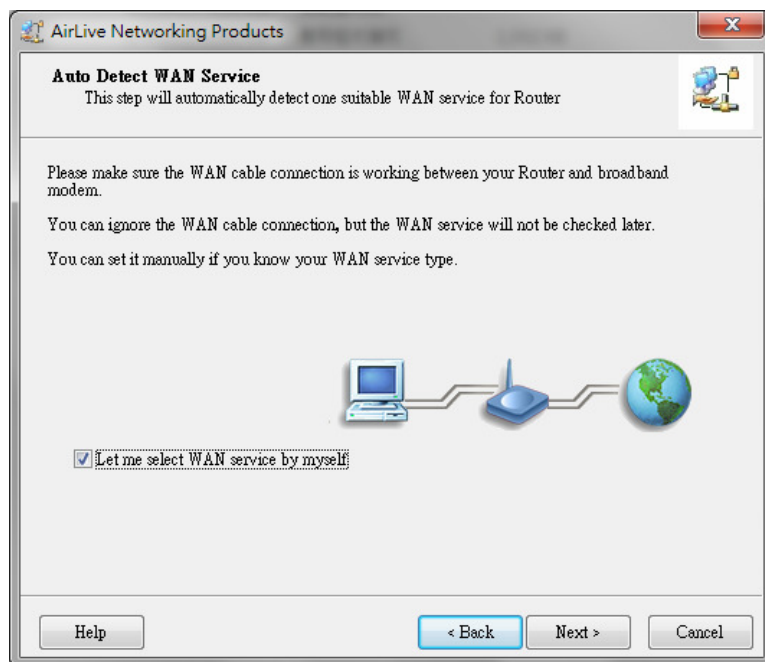 AirLive Networking Products
Auto Detect WAN Service
This step will automatically detect one suitable WAN service for Router
Please make sure the WAN cable connection is working between your Router and broadband
modem.
You can ignore the WAN cable connection, but the WAN service will not be checked later.
You can set it manually if you know your WAN service type.
Let me select WAN service by myself
Help
< Back
Next >
Cancel